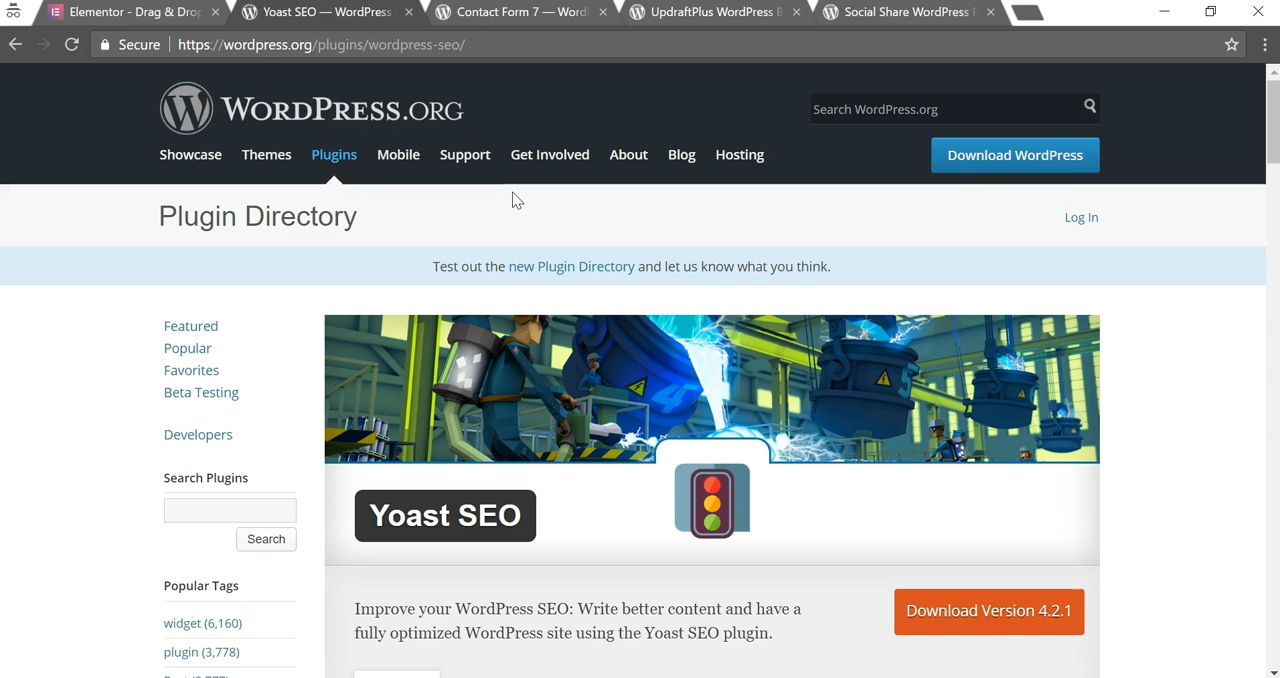 Elementor - Drag & Drop
Yoast SEO — WordPress
Contact Form 7 — Word
UpdraftPlus WordPress B
Social Share WordPress
Secure
https://wordpress.org/plugins/wordpress-seo/
WORDPRESS.ORG
Search WordPress.org
Showcase
Themes
Plugins
Mobile
Support
Get Involved
About
Blog
Hosting
Download WordPress
Plugin Directory
Log In
Test out the new Plugin Directory and let us know what you think.
Featured
Popular
Favorites
Beta Testing
Developers
Search Plugins
Search
Popular Tags
widget (6,160)
plugin (3,778)
4
5
Yoast SEO
Improve your WordPress SEO: Write better content and have a
fully optimized WordPress site using the Yoast SEO plugin.
Download Version 4.2.1